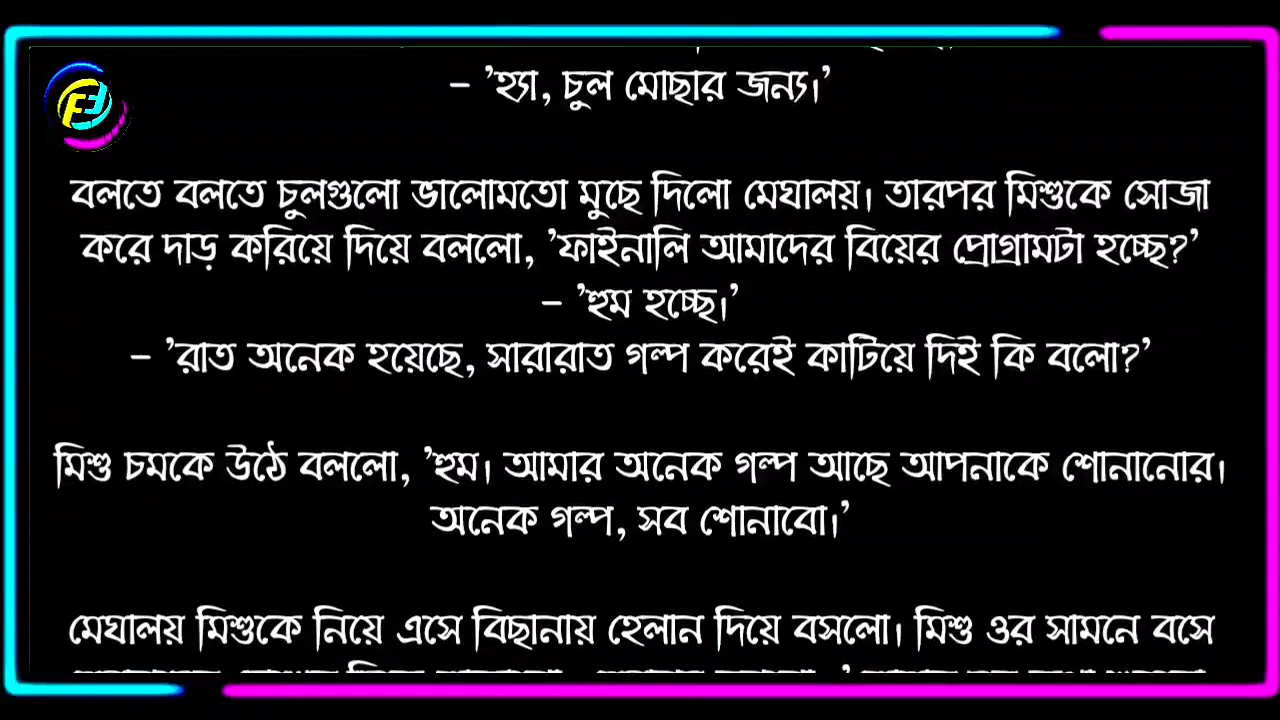 – ’হ্যা, চুল মোছার জন্য।’
বলতে বলতে চুলগুলো ভালোমতো মুছে দিলো মেঘালয়। তারপর মিশুকে সোজা
করে দাড় করিয়ে দিয়ে বললো, ’ফাইনালি আমাদের বিয়ের প্রোগ্রামটা হচ্ছে?’
– ’হুম হচ্ছে।’
– ’রাত অনেক হয়েছে, সারারাত গল্প করেই কাটিয়ে দিই কি বলো?’
মিশু চমকে উঠে বললো, ’হুম। আমার অনেক গল্প আছে আপনাকে শোনানোর।
অনেক গল্প, সব শোনাবো।’
মেঘালয় মিশুকে নিয়ে এসে বিছানায় হেলান দিয়ে বসলো। মিশু ওর সামনে বসে